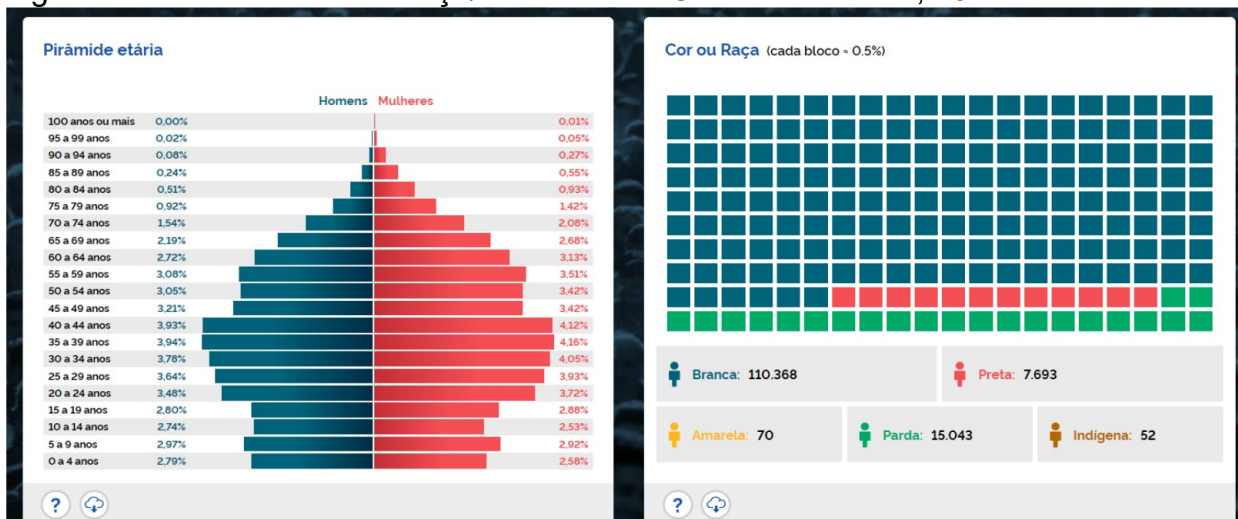 Pirâmide etária
Homens Mulheres
100 anos ou mais 0,00% 0,01%
95 a 99 anos 0,02% 0,05%
90 a 94 anos 0,08% 0,27%
85 a 89 anos 0,24% 0,55%
80 a 84 anos 0,51% 0,93%
75 a 79 anos 0,92% 1,42%
70 a 74 anos 1,54% 2,08%
65 a 69 anos 2,19% 2,68%
60 a 64 anos 2,72% 3,13%
55 a 59 anos 3,08% 3,51%
50 a 54 anos 3,05% 3,42%
45 a 49 anos 3,21% 3,42%
40 a 44 anos 3,93% 4,12%
35 a 39 anos 3,94% 4,16%
30 a 34 anos 3,78% 4,05%
25 a 29 anos 3,64% 3,93%
20 a 24 anos 3,48% 3,72%
15 a 19 anos 2,80% 2,88%
10 a 14 anos 2,74% 2,53%
5 a 9 anos 2,97% 2,92%
0 a 4 anos 2,79% 2,58%
?
Cor ou Raça (cada bloco = 0.5%)
Branca: 110.368 Preta: 7.693
Amarela: 70 Parda: 15.043 Indígena: 52
?